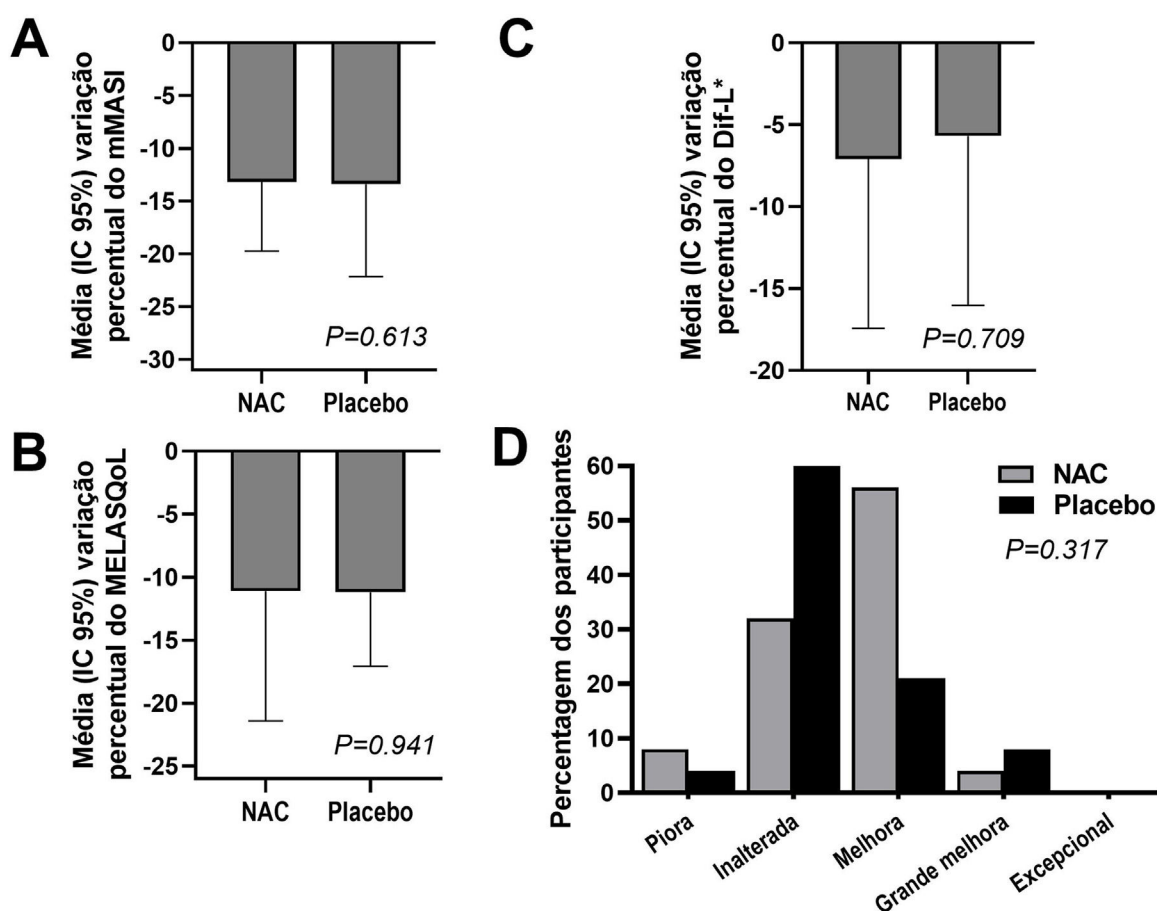 A
Média (IC 95%) variação
percentual do mMASI
0
-5
-10
-15
-20
-25
-30
P=0.613
NAC Placebo
C
Média (IC 95%) variação
percentual do Dif-L*
0
-5
-10
-15
-20
P=0.709
NAC Placebo
B
Média (IC 95%) variação
percentual do MELASQoL
0
-5
-10
-15
-20
-25
P=0.941
NAC Placebo
D
Percentagem dos participantes
60
50
40
30
20
10
0
NAC
Placebo
P=0.317
Piora
Inalterada
Melhora
Grande melhora
Excepcional